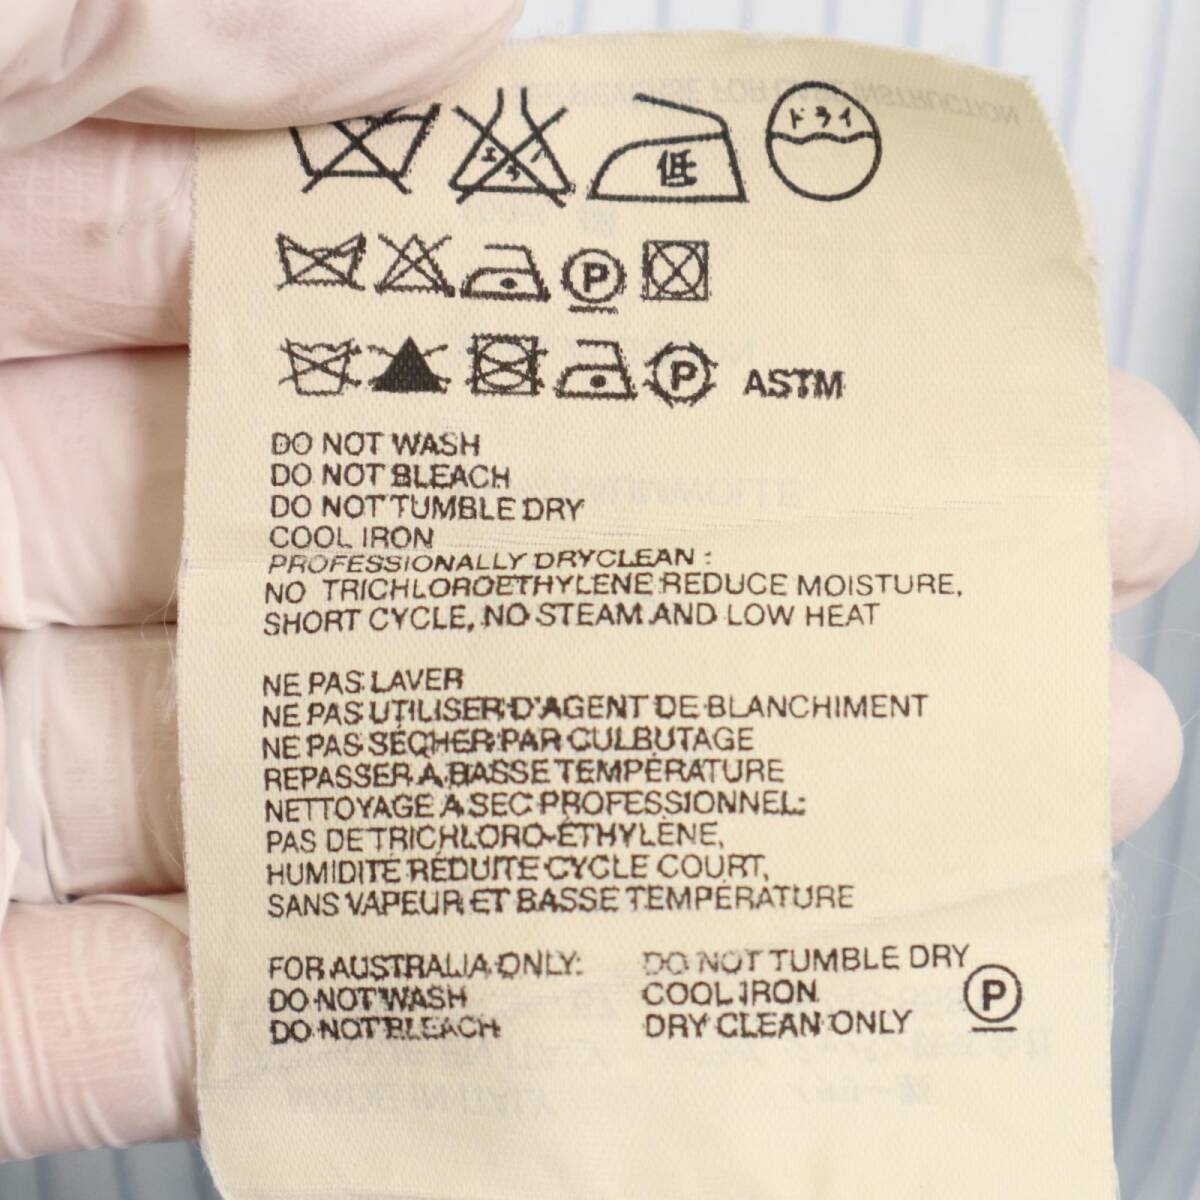 エンソ
低
ドライ
P
P
ASTM
DO NOT WASH
DO NOT BLEACH
DO NOT TUMBLE DRY
COOL IRON
PROFESSIONALLY DRYCLEAN :
NO TRICHLOROETHYLENE REDUCE MOISTURE,
SHORT CYCLE, NO STEAM AND LOW HEAT
NE PAS LAVER
NE PAS UTILISER D'AGENT DE BLANCHIMENT
NE PAS SÉCHER PAR CULBUTAGE
REPASSER A BASSE TEMPÉRATURE
NETTOYAGE A SEC PROFESSIONNEL:
PAS DE TRICHLORO-ÉTHYLÈNE,
HUMIDITÉ RÉDUITE CYCLE COURT,
SANS VAPEUR ET BASSE TEMPÉRATURE
FOR AUSTRALIA ONLY:
DO NOT WASH
DO NOT BLEACH
DO NOT TUMBLE DRY
COOL IRON
DRY CLEAN ONLY
P